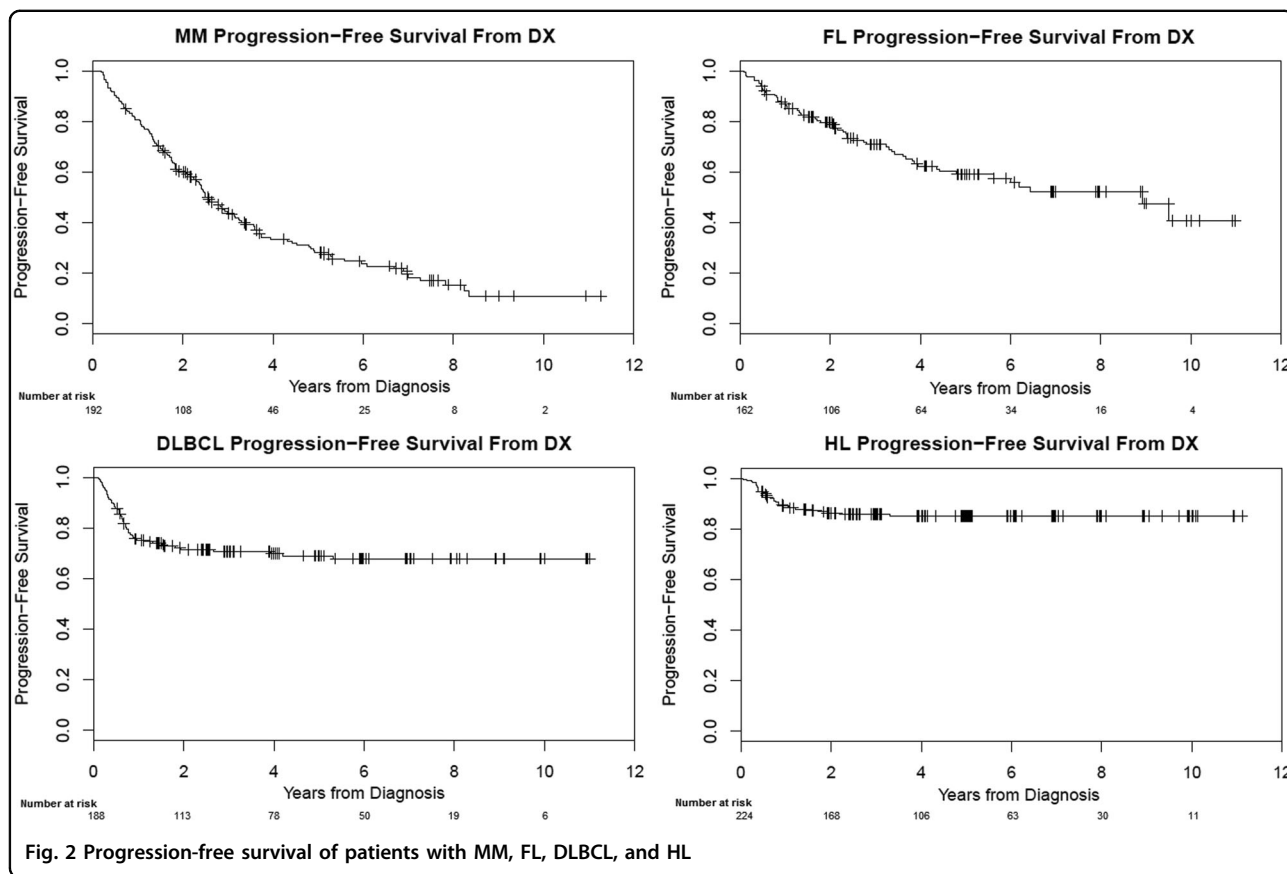 MM Progression−Free Survival From DX
Progression−Free Survival
1.0
0.8
0.6
0.4
0.2
0.0
0 2 4 6 8 10 12
Years from Diagnosis
Number at risk
192 108 46 25 8 2
FL Progression−Free Survival From DX
Progression−Free Survival
1.0
0.8
0.6
0.4
0.2
0.0
0 2 4 6 8 10 12
Years from Diagnosis
Number at risk
162 106 64 34 16 4
DLBCL Progression−Free Survival From DX
Progression−Free Survival
1.0
0.8
0.6
0.4
0.2
0.0
0 2 4 6 8 10 12
Years from Diagnosis
Number at risk
188 113 78 50 19 6
HL Progression−Free Survival From DX
Progression−Free Survival
1.0
0.8
0.6
0.4
0.2
0.0
0 2 4 6 8 10 12
Years from Diagnosis
Number at risk
224 168 106 63 30 11
Fig. 2 Progression-free survival of patients with MM, FL, DLBCL, and HL